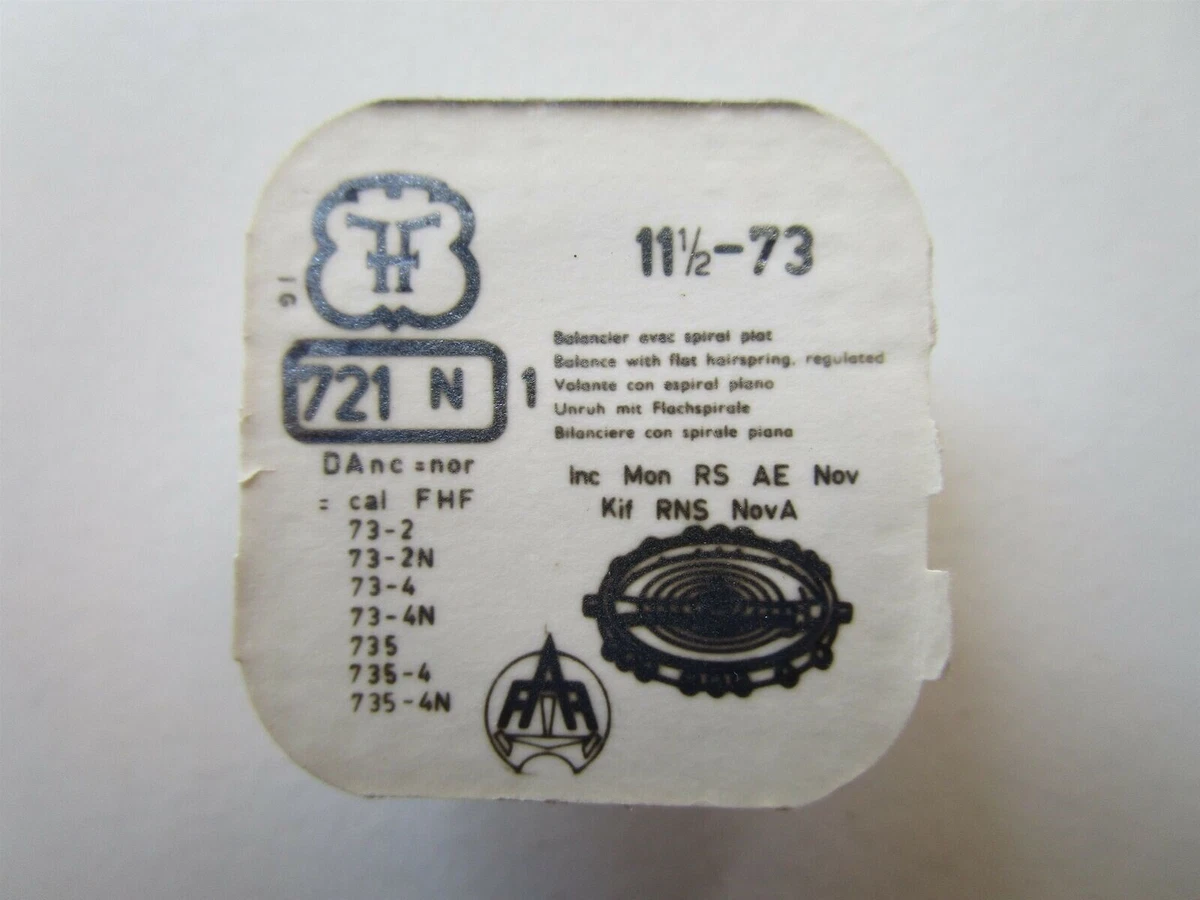 11½-73
IG
721 N 1
Balancier avec spiral plat
Balance with flat hairspring, regulated
Volante con espiral plano
Unruh mit Flachspirale
Bilanciere con spirale piana
DAnc = nor
= cal FHF
73-2
73-2N
73-4
73-4N
735
735-4
735-4N
Inc Mon RS AE Nov
Kif RNS NovA